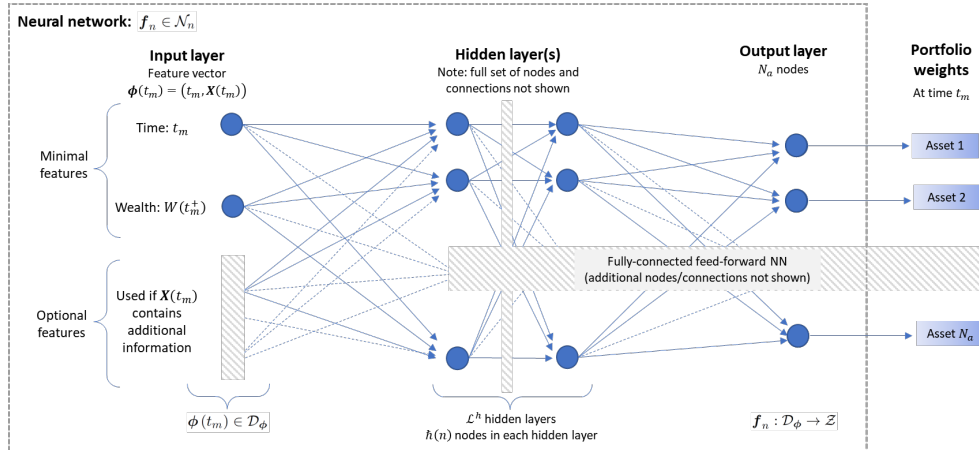 Neural network: f_n ∈ N_n
Input layer
Feature vector
ϕ(t_m) = (t_m, X(t_m))
Hidden layer(s)
Note: full set of nodes and
connections not shown
Output layer
N_a nodes
Portfolio
weights
At time t_m
Minimal
features
Time: t_m
Wealth: W(t_m^+)
Asset 1
Asset 2
Fully-connected feed-forward NN
(additional nodes/connections not shown)
Optional
features
Used if X(t_m)
contains
additional
information
Asset N_a
ϕ(t_m) ∈ D_ϕ
L^h hidden layers
ℏ(n) nodes in each hidden layer
f_n : D_ϕ → Z